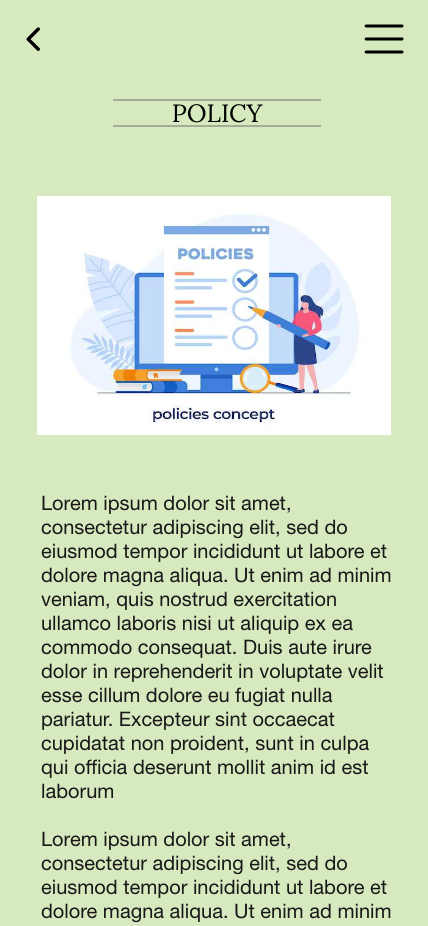 POLICY
POLICIES
policies concept
Lorem ipsum dolor sit amet,
consectetur adipiscing elit, sed do
eiusmod tempor incididunt ut labore et
dolore magna aliqua. Ut enim ad minim
veniam, quis nostrud exercitation
ullamco laboris nisi ut aliquip ex ea
commodo consequat. Duis aute irure
dolor in reprehenderit in voluptate velit
esse cillum dolore eu fugiat nulla
pariatur. Excepteur sint occaecat
cupidatat non proident, sunt in culpa
qui officia deserunt mollit anim id est
laborum
Lorem ipsum dolor sit amet,
consectetur adipiscing elit, sed do
eiusmod tempor incididunt ut labore et
dolore magna aliqua. Ut enim ad minim